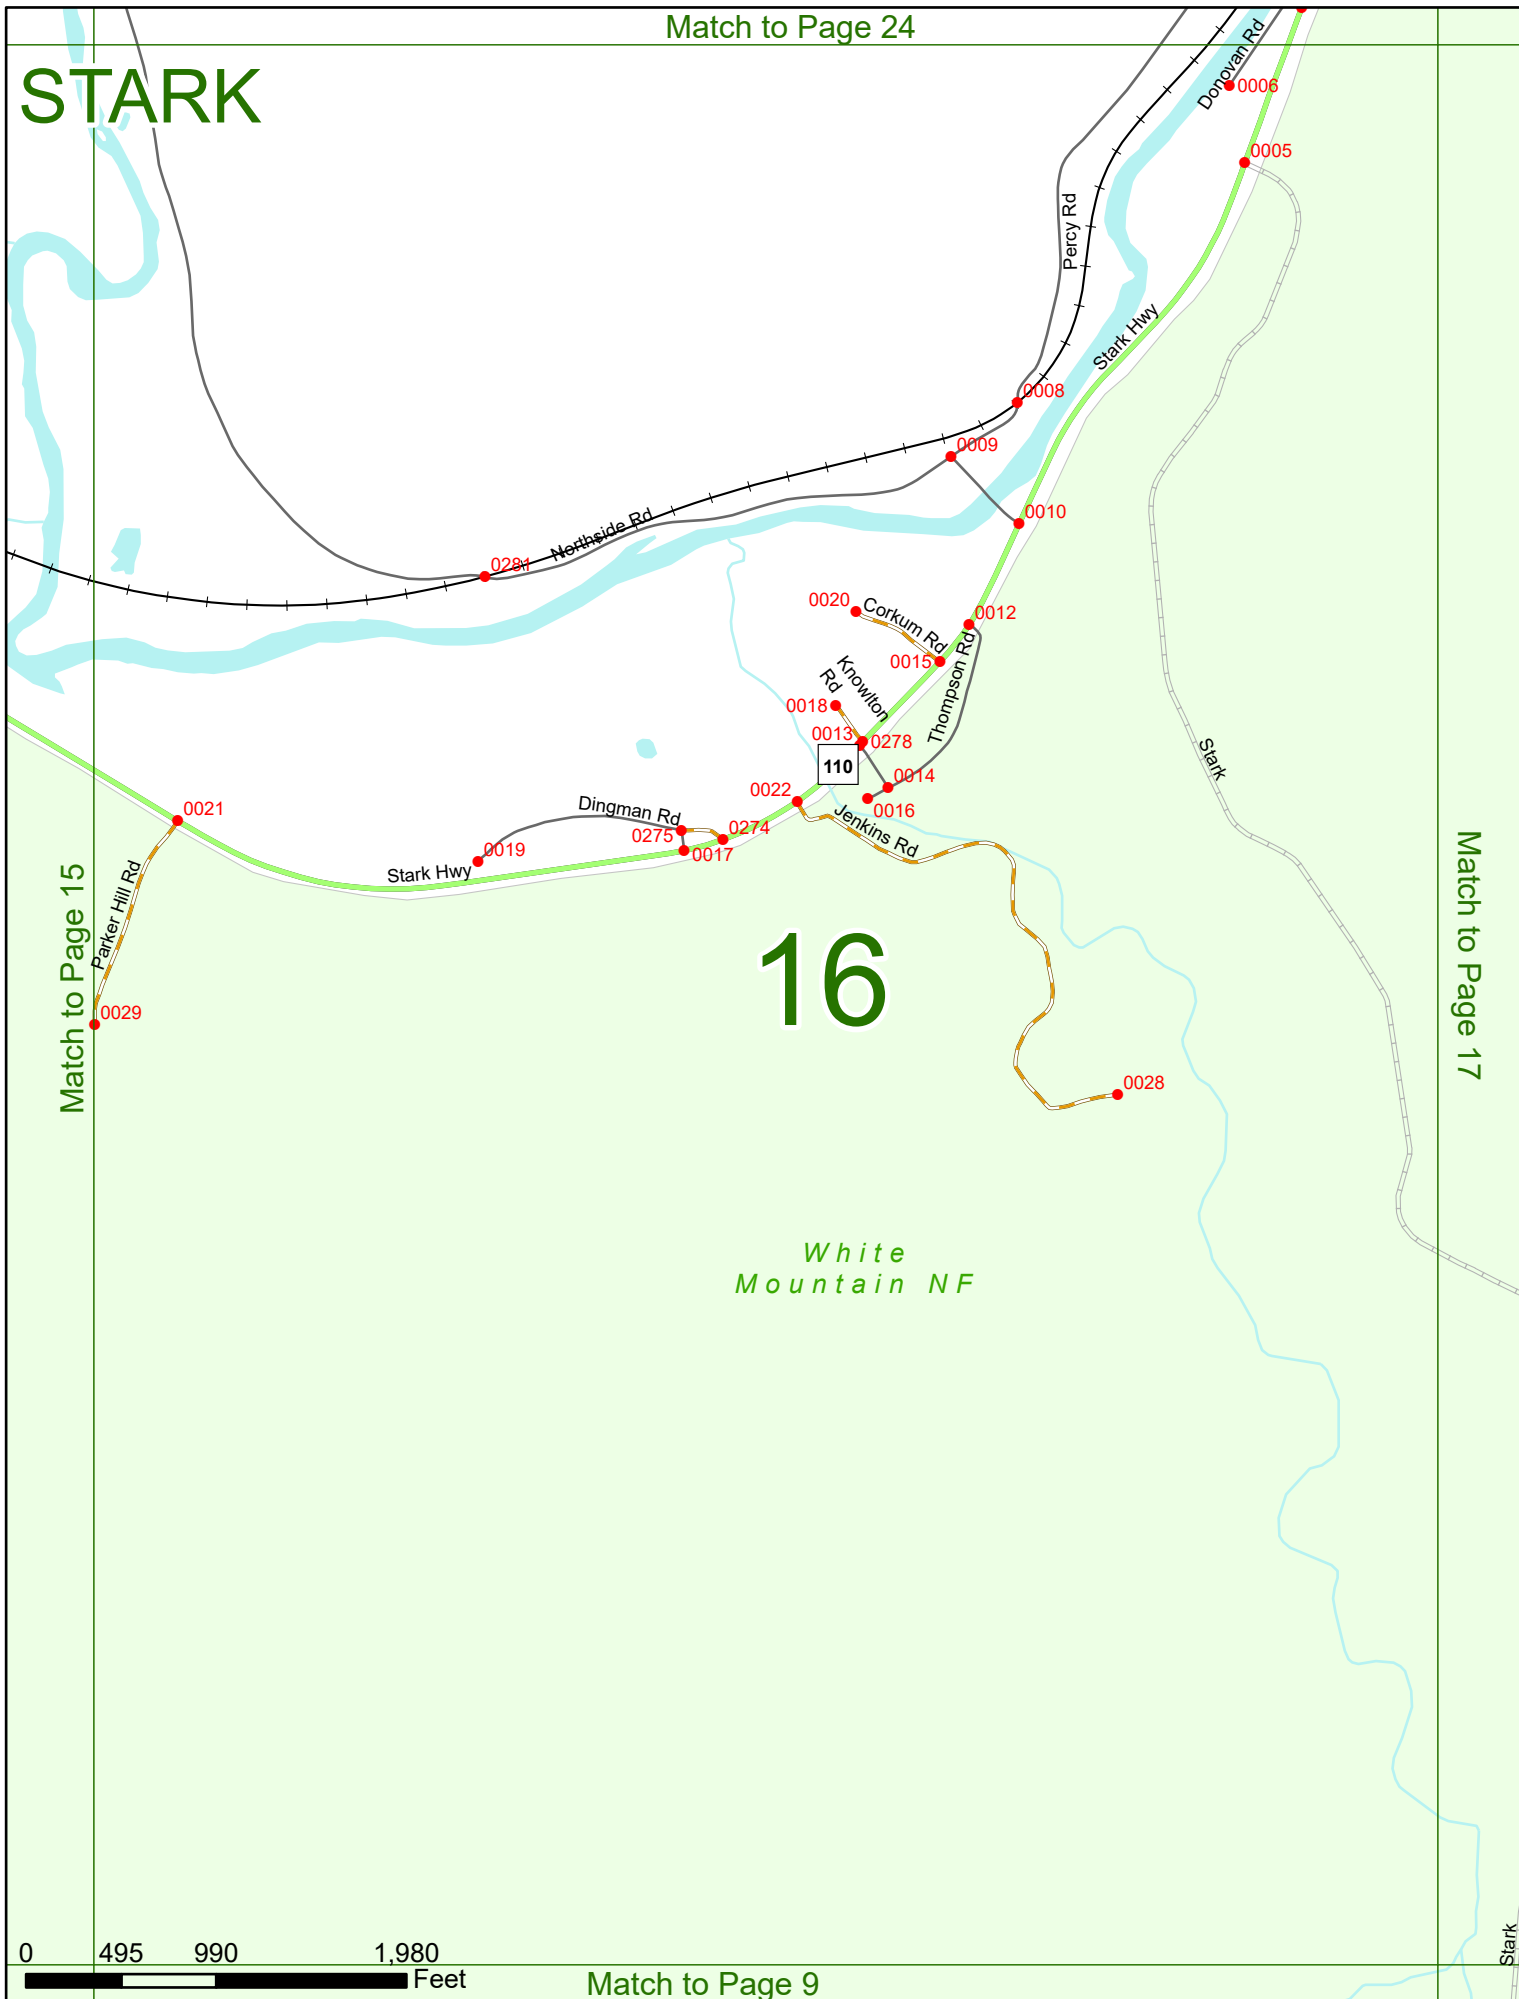 Match to Page 24
STARK
Donovan Rd
0006
0005
Percy Rd
Stark Hwy
0008
0009
0010
Northside Rd
0281
0020
Corkum Rd
0012
0015
Thompson Rd
Knowlton
Rd
0018
0013
0278
110
0014
0016
0022
Jenkins Rd
Stark
0021
Dingman Rd
0275
0274
0017
0019
Stark Hwy
Parker Hill Rd
Match to Page 15
Match to Page 17
16
0029
0028
White
Mountain NF
Stark
0 495 990 1,980
Feet
Match to Page 9